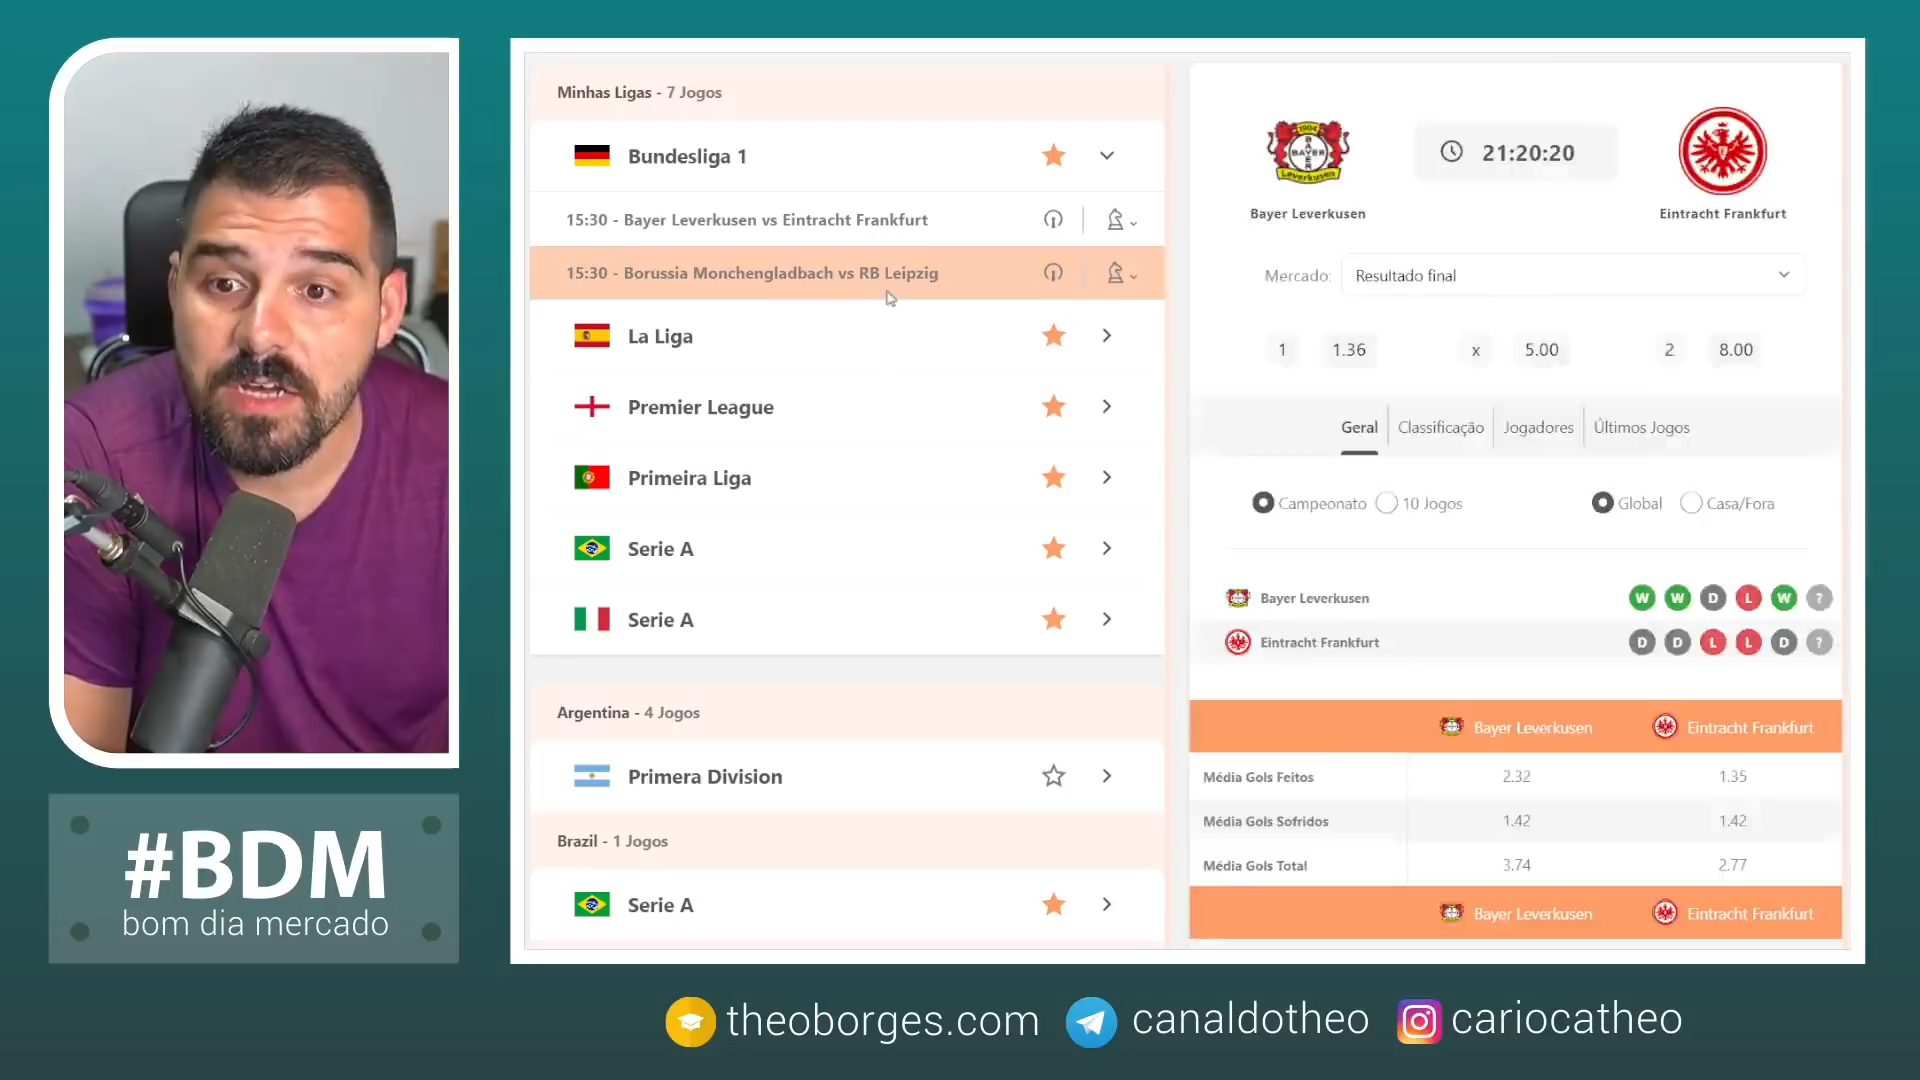 Minhas Ligas - 7 Jogos
Bundesliga 1
15:30 - Bayer Leverkusen vs Eintracht Frankfurt
15:30 - Borussia Monchengladbach vs RB Leipzig
La Liga
Premier League
Primeira Liga
Serie A
Serie A
Argentina - 4 Jogos
Primera Division
Brazil - 1 Jogos
Serie A
1904
BAYER
BAYER
Leverkusen
21:20:20
Bayer Leverkusen
Eintracht Frankfurt
Mercado: Resultado final
1 1.36 x 5.00 2 8.00
Geral Classificação Jogadores Últimos Jogos
Campeonato 10 Jogos Global Casa/Fora
Bayer Leverkusen W W D L W ?
Eintracht Frankfurt D D L L D ?
Bayer Leverkusen Eintracht Frankfurt
Média Gols Feitos 2.32 1.35
Média Gols Sofridos 1.42 1.42
Média Gols Total 3.74 2.77
Bayer Leverkusen Eintracht Frankfurt
#BDM
bom dia mercado
theoborges.com canaldotheo cariocatheo